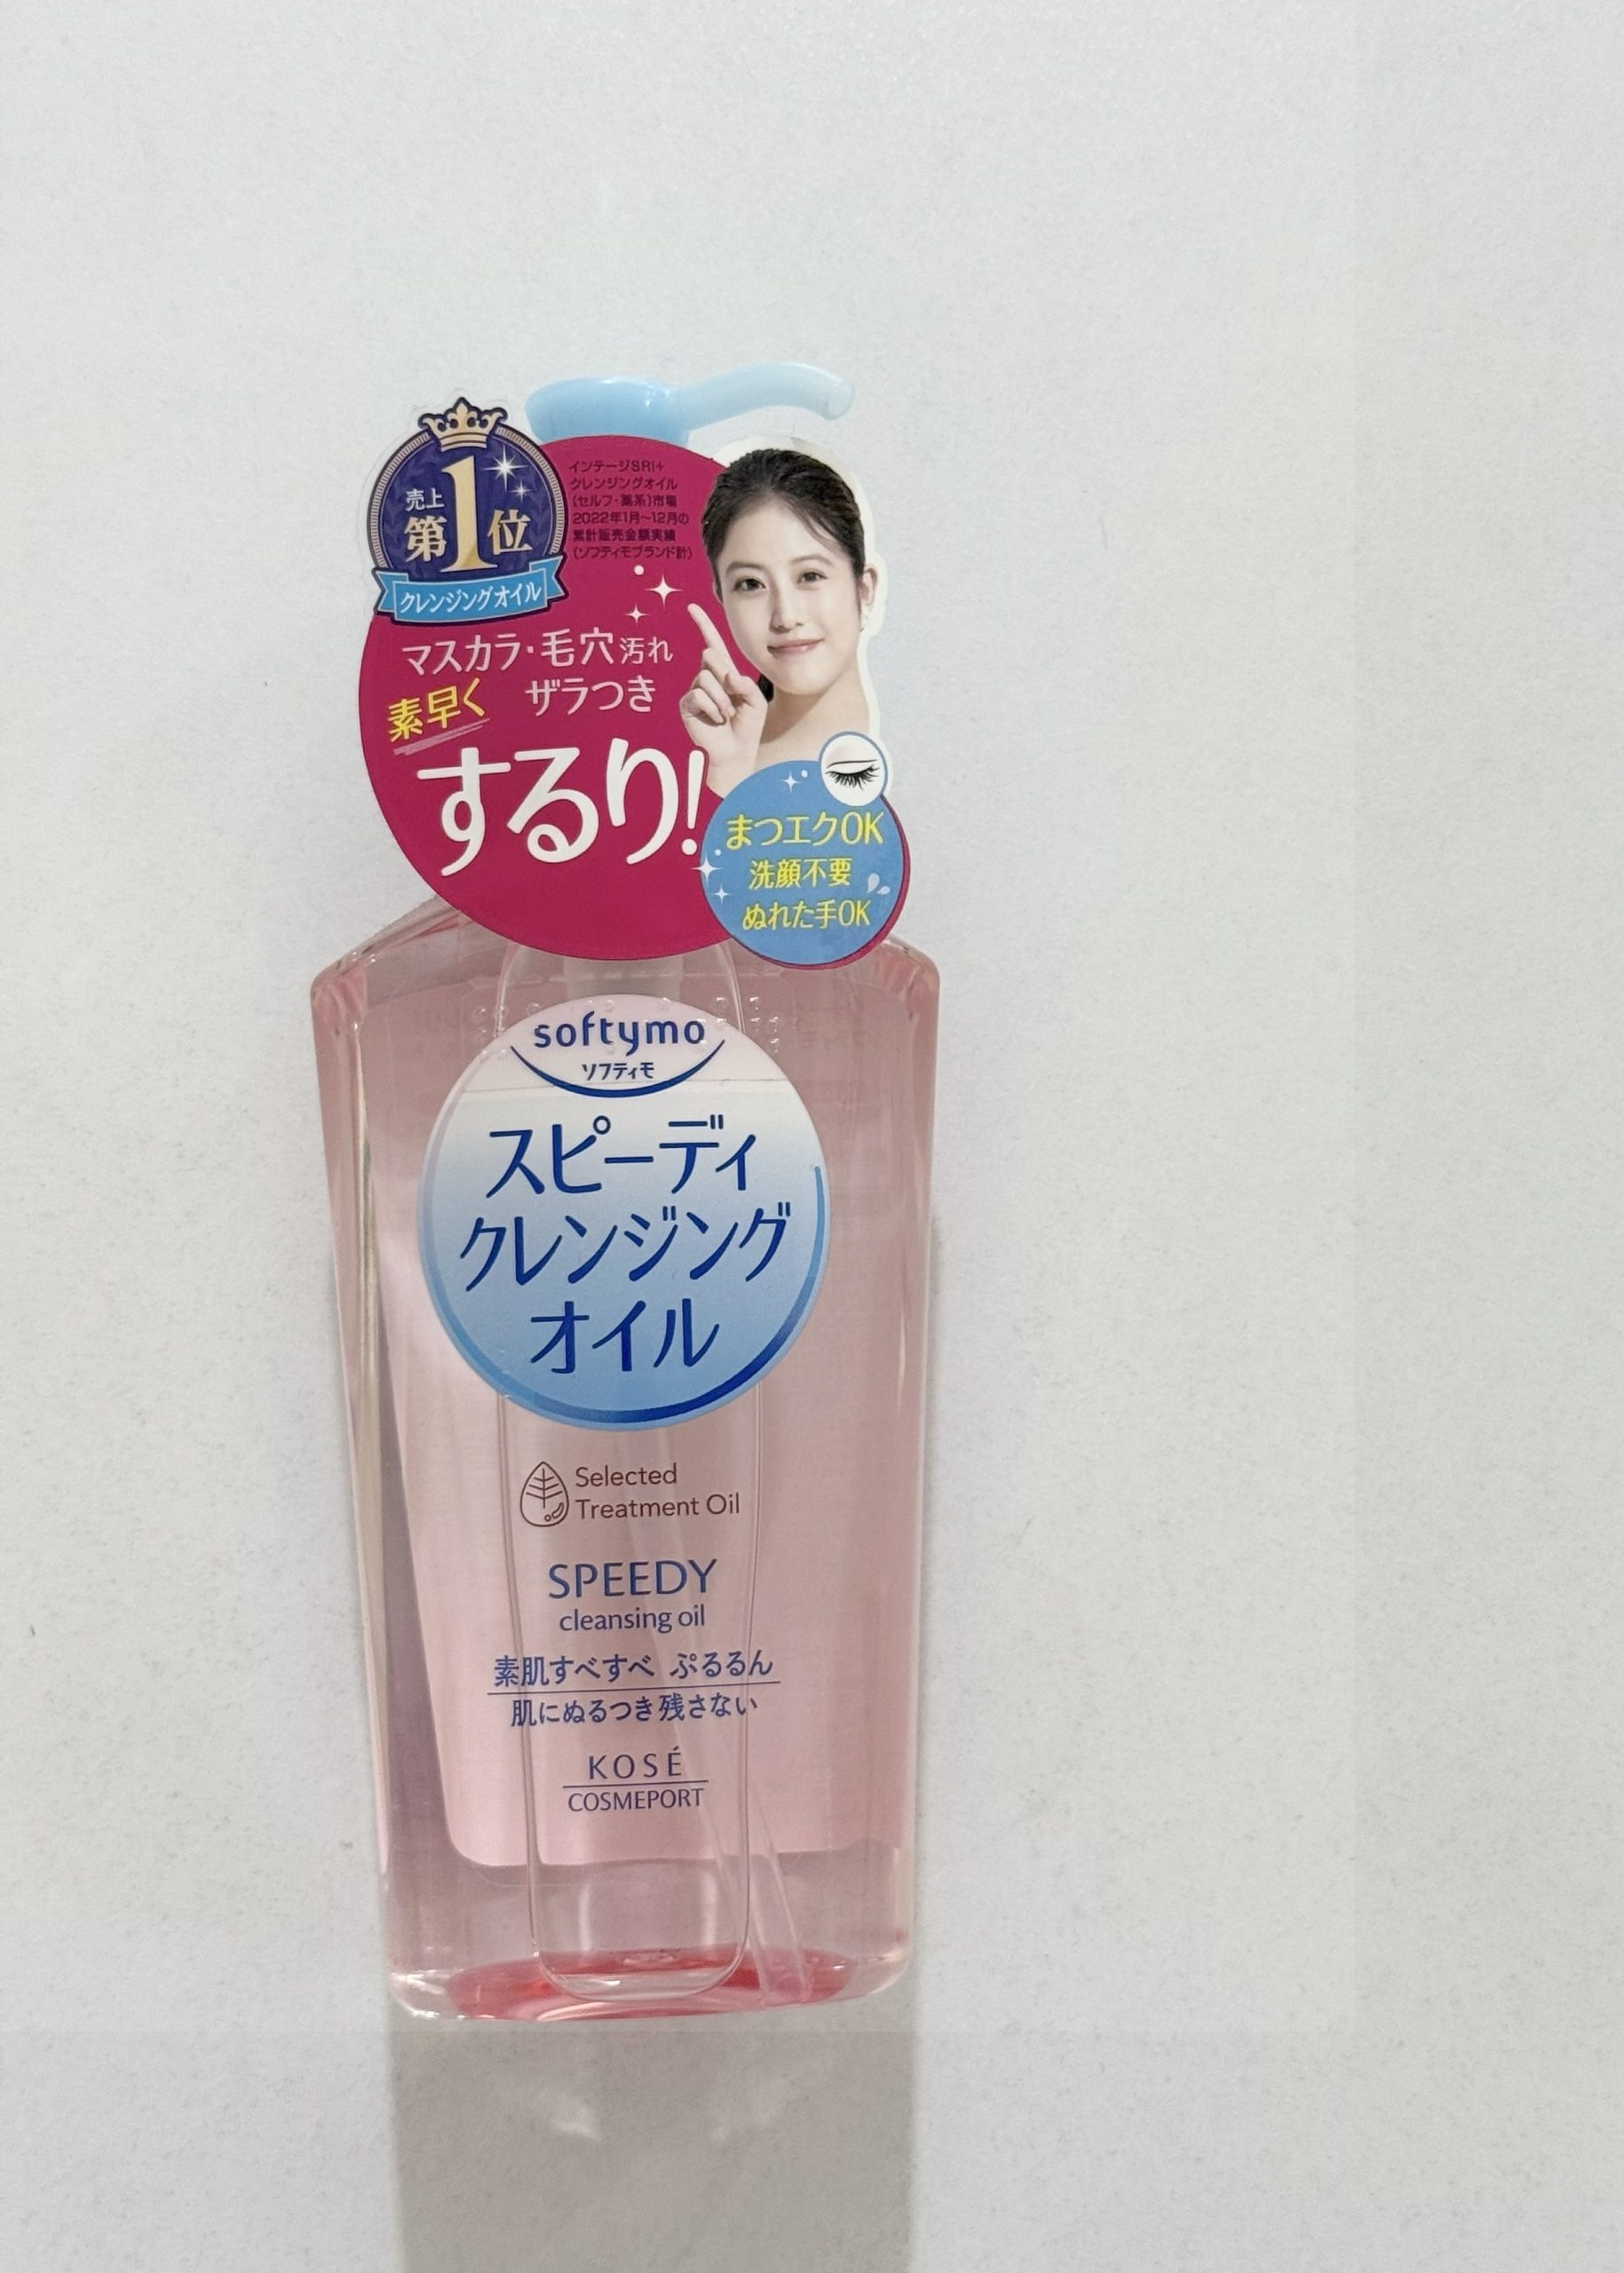 売上
第1位
クレンジングオイル
インテージSRI+
クレンジングオイル
(セルフ・薬系)市場
2022年1月~12月の
累計販売金額実績
(ソフティモブランド計)
マスカラ・毛穴汚れ
素早く ザラつき
するり!
まつエクOK
洗顔不要
ぬれた手OK
softymo
ソフティモ
スピーディ
クレンジング
オイル
Selected
Treatment Oil
SPEEDY
cleansing oil
素肌すべすべ ぷるるん
肌にぬるつき残さない
KOSÉ
COSMEPORT